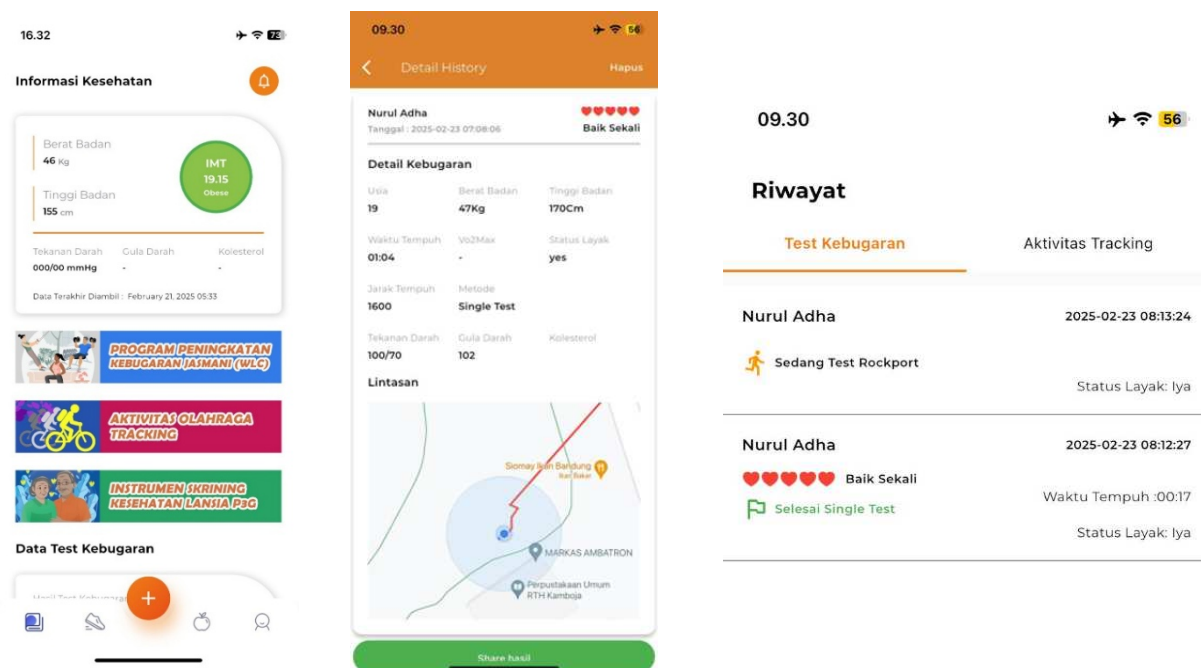 16.32
73
Informasi Kesehatan
Berat Badan
46 Kg
Tinggi Badan
155 cm
IMT
19.15
Obese
Tekanan Darah Gula Darah Kolesterol
000/00 mmHg - -
Data Terakhir Diambil : February 21, 2025 05:33
PROGRAM PENINGKATAN
KEBUGARAN JASMANI (WLC)
AKTIVITAS OLAHRAGA
TRACKING
INSTRUMEN SKRINING
KESEHATAN LANSIA P3G
Data Test Kebugaran
Hasil Test Kebugaran
+
09.30
56
Detail History Hapus
Nurul Adha
Tanggal : 2025-02-23 07:08:06 Baik Sekali
Detail Kebugaran
Usia Berat Badan Tinggi Badan
19 47Kg 170Cm
Waktu Tempuh Vo2Max Status Layak
01:04 - yes
Jarak Tempuh Metode
1600 Single Test
Tekanan Darah Gula Darah Kolesterol
100/70 102
Lintasan
Siomay Ikan Bandung
Ikan Bakar
MARKAS AMBATRON
Perpustakaan Umum
RTH Kamboja
Share hasil
09.30
56
Riwayat
Test Kebugaran Aktivitas Tracking
Nurul Adha 2025-02-23 08:13:24
Sedang Test Rockport
Status Layak: Iya
Nurul Adha 2025-02-23 08:12:27
Baik Sekali
Waktu Tempuh :00:17
Selesai Single Test
Status Layak: Iya